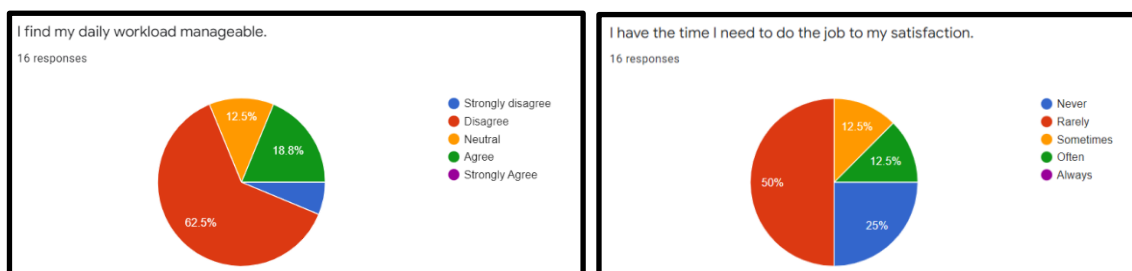 I find my daily workload manageable.
16 responses
12.5%
18.8%
62.5%
Strongly disagree
Disagree
Neutral
Agree
Strongly Agree
I have the time I need to do the job to my satisfaction.
16 responses
12.5%
12.5%
50%
25%
Never
Rarely
Sometimes
Often
Always